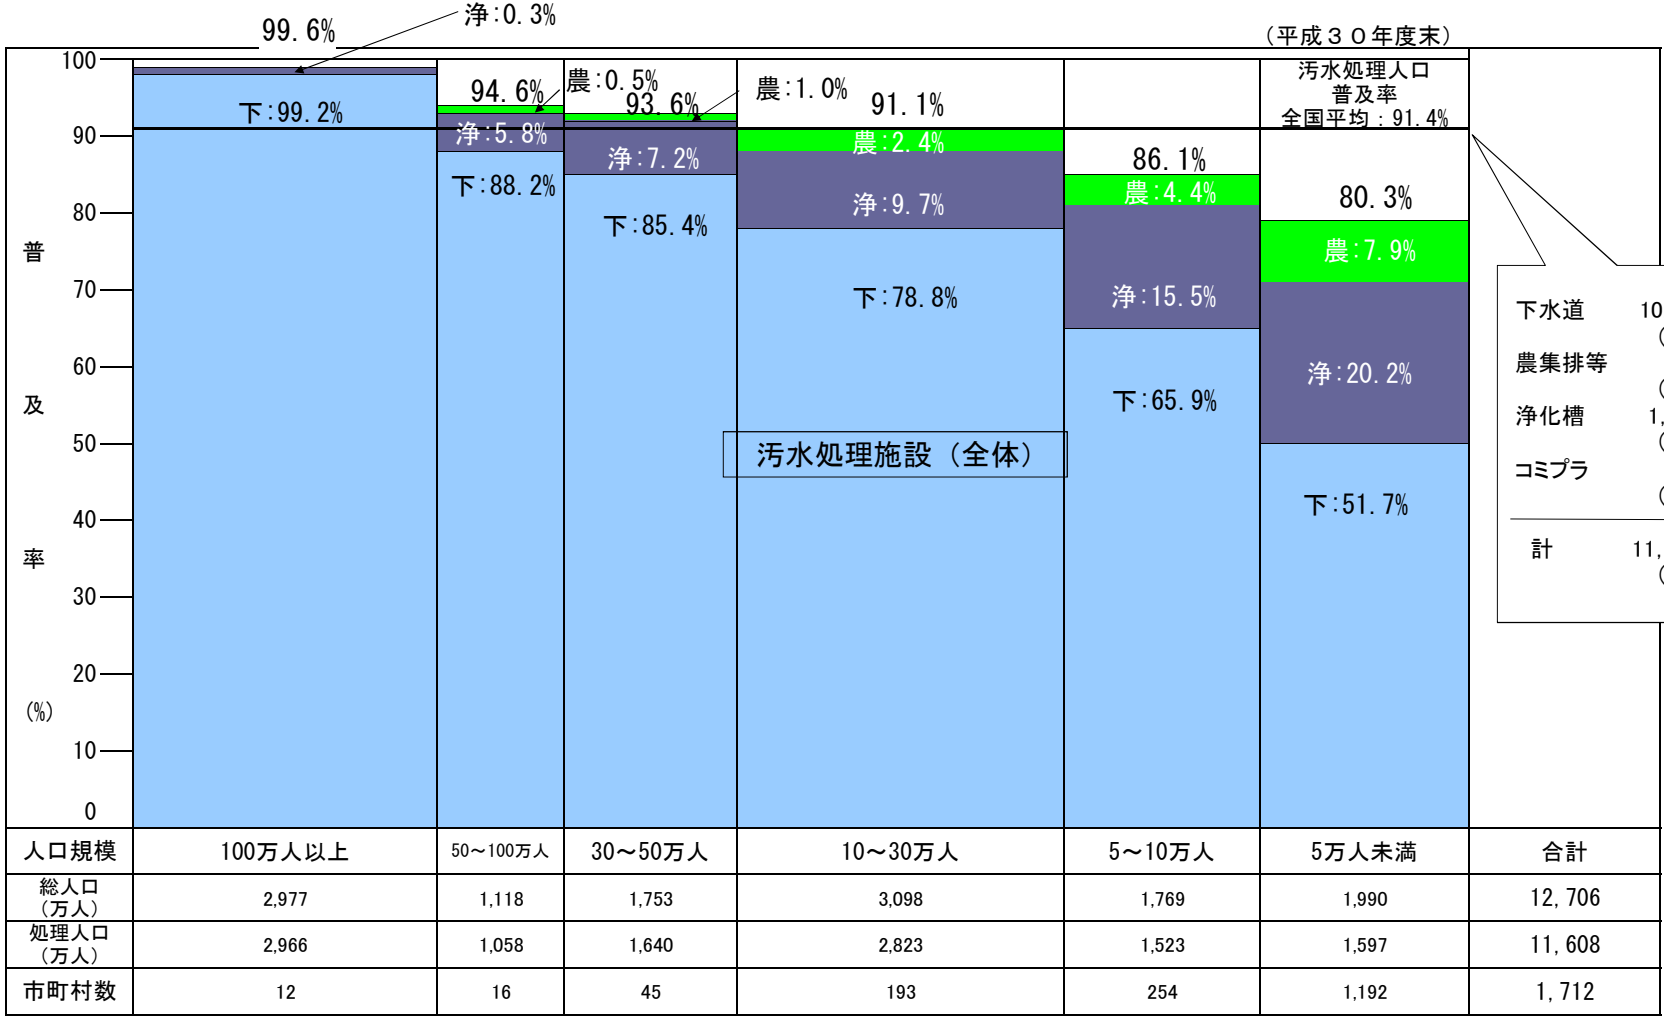 99.6%
浄:0.3%
(平成30年度末)
100
90
80
70
60
50
40
30
20
10
0
普
及
率
(%)
下:99.2%
94.6%
農:0.5%
浄:5.8%
下:88.2%
93.6%
農:1.0%
浄:7.2%
下:85.4%
91.1%
農:2.4%
浄:9.7%
下:78.8%
86.1%
農:4.4%
浄:15.5%
下:65.9%
汚水処理人口
普及率
全国平均:91.4%
80.3%
農:7.9%
浄:20.2%
下:51.7%
汚水処理施設(全体)
下水道 10,
(
農集排等
(
浄化槽 1,
(
コミプラ
(
計 11,
(
人口規模 100万人以上 50~100万人 30~50万人 10~30万人 5~10万人 5万人未満 合計
総人口
(万人) 2,977 1,118 1,753 3,098 1,769 1,990 12,706
処理人口
(万人) 2,966 1,058 1,640 2,823 1,523 1,597 11,608
市町村数 12 16 45 193 254 1,192 1,712